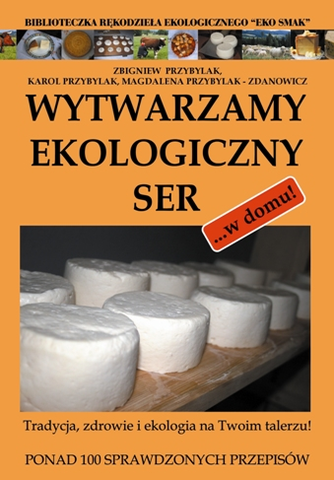 BIBLIOTECZKA RĘKODZIEŁA EKOLOGICZNEGO "EKO SMAK"
ZBIGNIEW PRZYBYLAK,
KAROL PRZYBYLAK, MAGDALENA PRZYBYLAK - ZDANOWICZ
WYTWARZAMY
EKOLOGICZNY
SER
...w domu!
Tradycja, zdrowie i ekologia na Twoim talerzu!
PONAD 100 SPRAWDZONYCH PRZEPISÓW